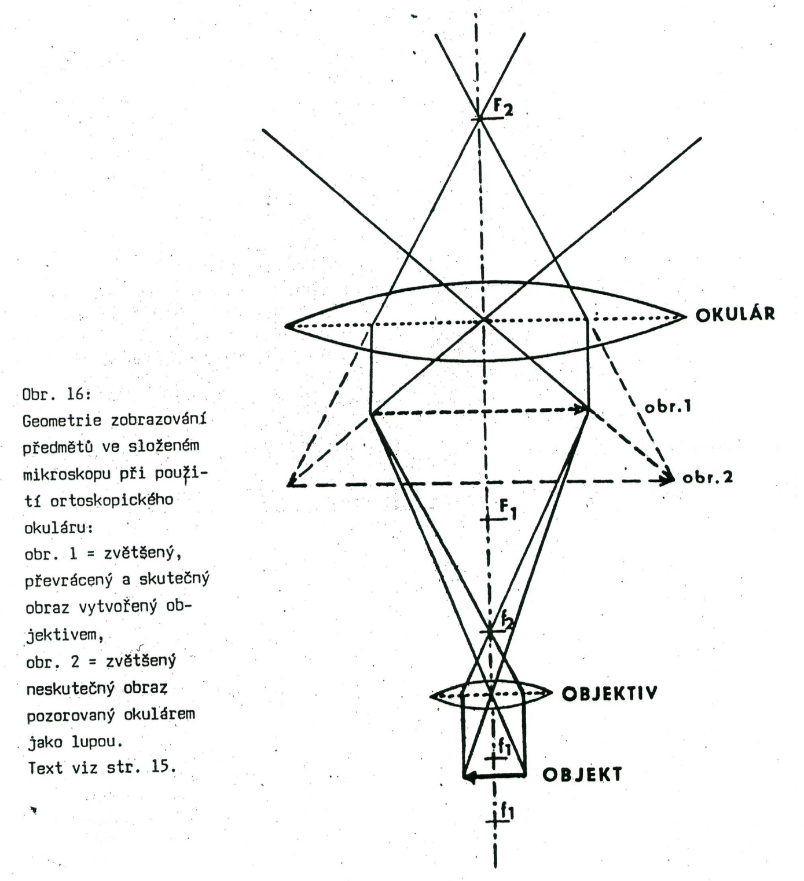 F2
OKULÁR
obr.1
obr.2
F1
f2
OBJEKTIV
f1
OBJEKT
f1
Obr. 16:
Geometrie zobrazování
předmětů ve složeném
mikroskopu při použi-
tí ortoskopického
okuláru:
obr. 1 = zvětšený,
převrácený a skutečný
obraz vytvořený ob-
jektivem,
obr. 2 = zvětšený
neskutečný obraz
pozorovaný okulárem
jako lupou.
Text viz str. 15.